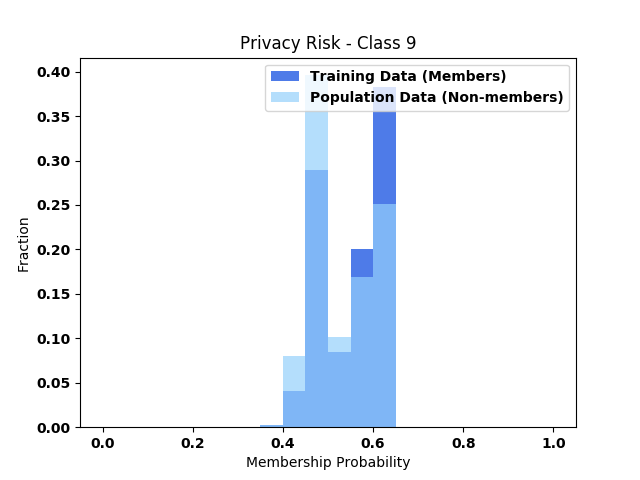 Privacy Risk - Class 9
Training Data (Members)
Population Data (Non-members)
0.40
0.35
0.30
0.25
0.20
0.15
0.10
0.05
0.00
Fraction
0.0 0.2 0.4 0.6 0.8 1.0
Membership Probability